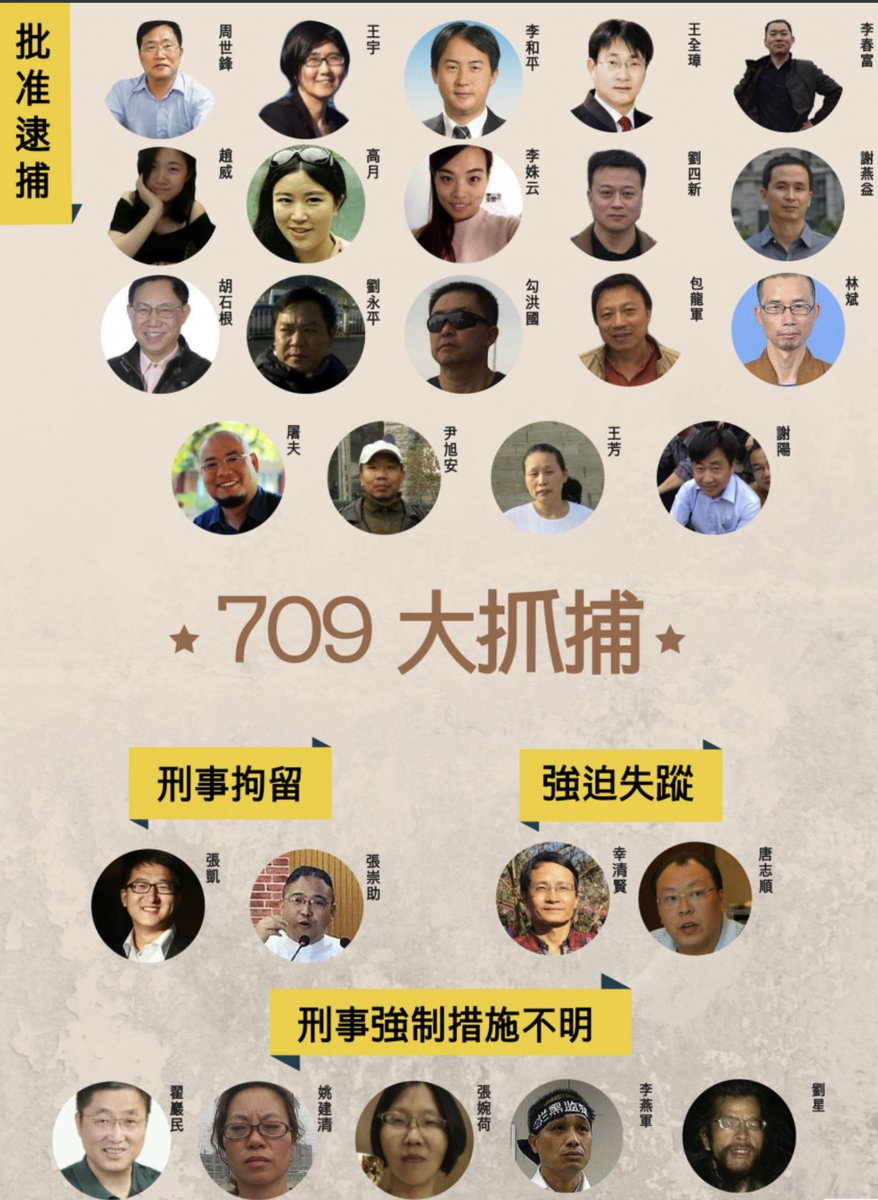 批准逮捕
周世鋒
王宇
李和平
王全璋
李春富
趙威
高月
李姝云
劉四新
謝燕益
胡石根
劉永平
勾洪國
包龍軍
林斌
屠夫
尹旭安
王芳
謝陽
709 大抓捕
刑事拘留
強迫失蹤
張凱
張崇助
幸清賢
唐志順
刑事強制措施不明
翟巖民
姚建清
張婉荷
李燕軍
劉星